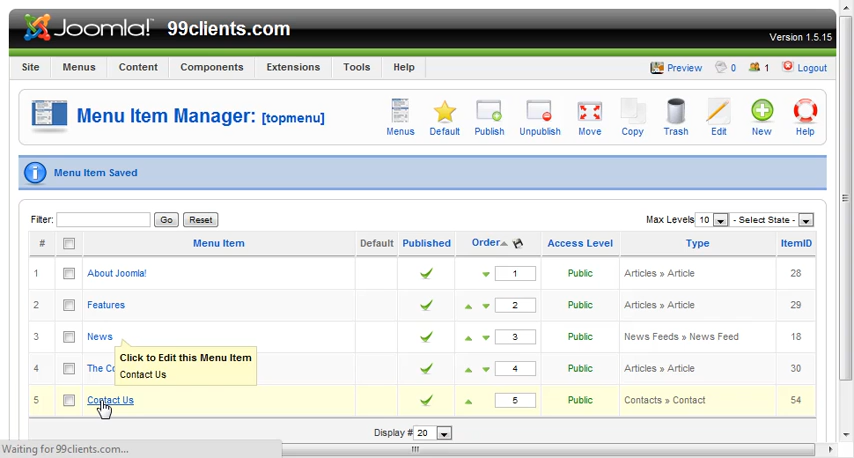 Joomla! 99clients.com
Version 1.5.15
Site Menus Content Components Extensions Tools Help Preview 0 1 Logout
Menu Item Manager: [topmenu]
Menus Default Publish Unpublish Move Copy Trash Edit New Help
Menu Item Saved
Filter: Go Reset Max Levels 10 - Select State -
# Menu Item Default Published Order Access Level Type ItemID
1 About Joomla! 1 Public Articles » Article 28
2 Features 2 Public Articles » Article 29
3 News 3 Public News Feeds » News Feed 18
Click to Edit this Menu Item
Contact Us
4 The 4 Public Articles » Article 30
5 Contact Us 5 Public Contacts » Contact 54
Display # 20
Waiting for 99clients.com...